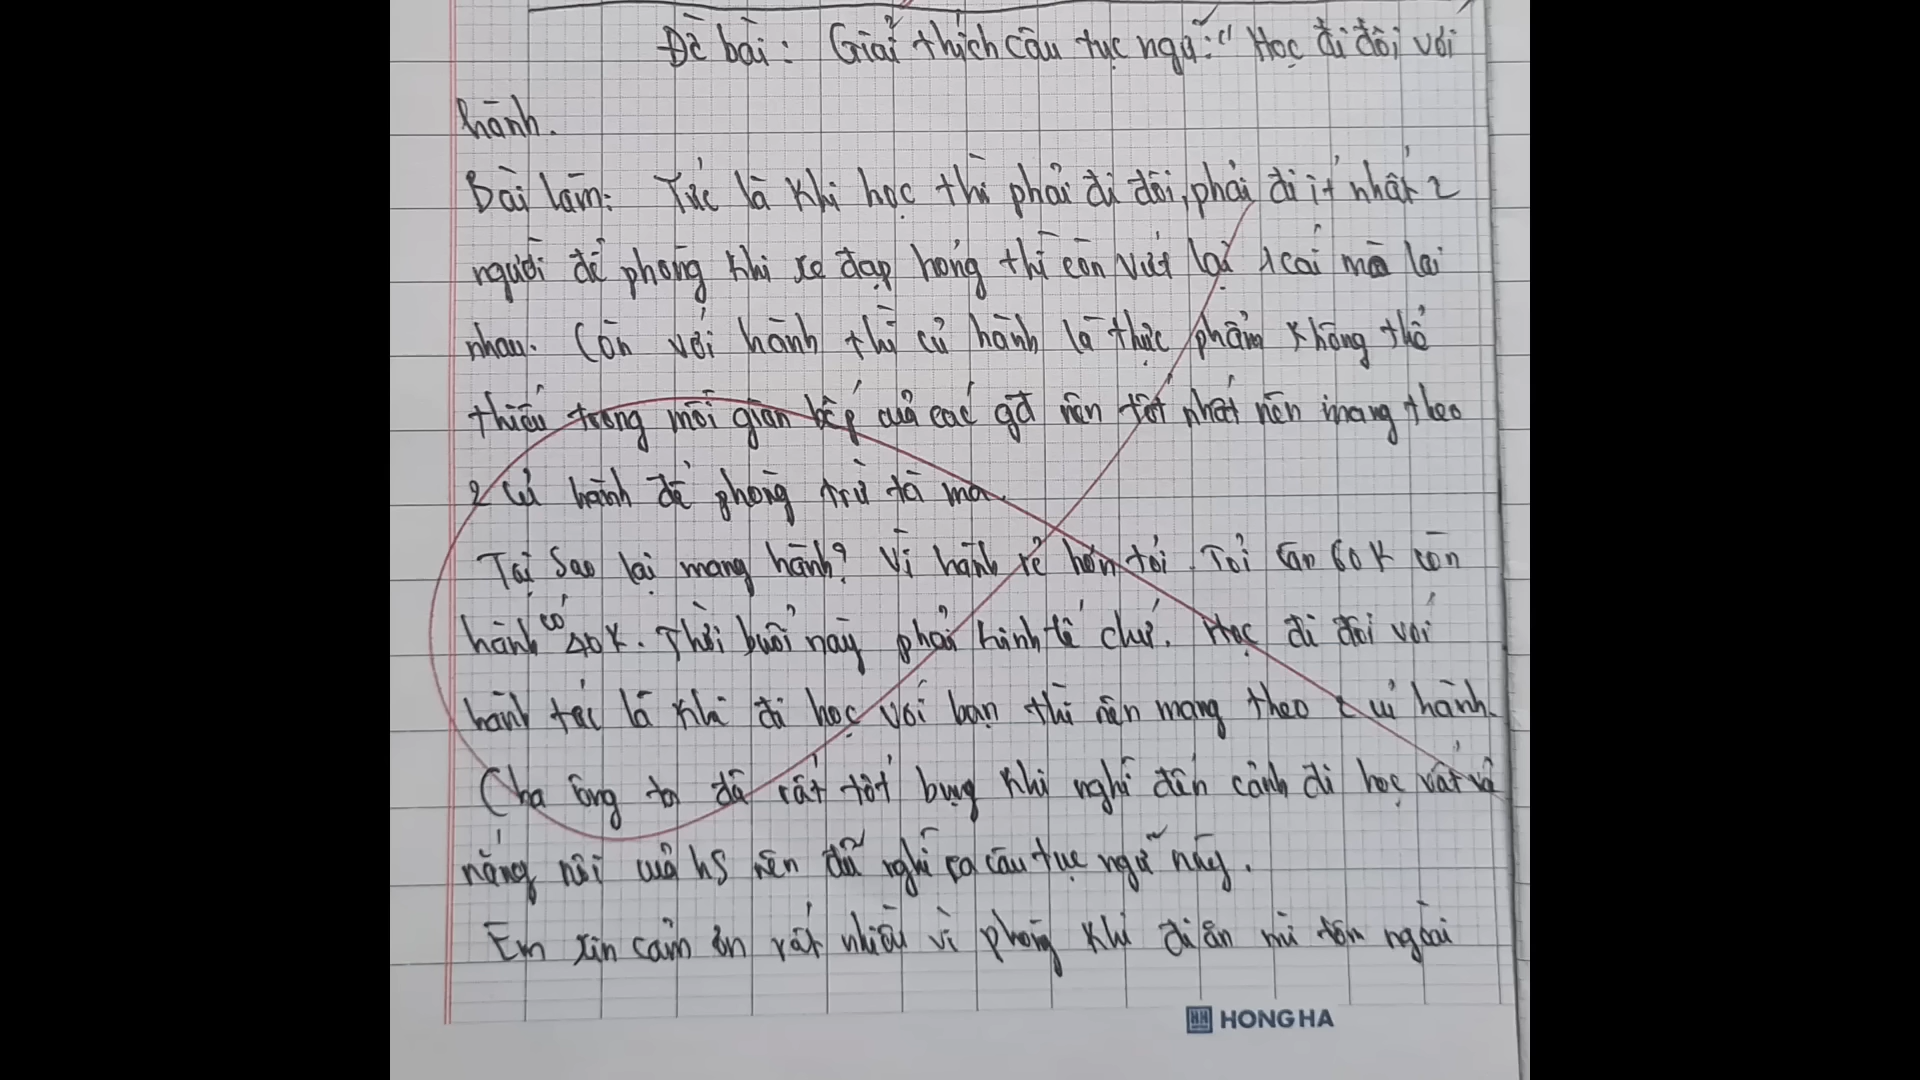 Đề bài: Giải thích câu tục ngữ: "Học đi đôi với
hành.
Bài làm: Tức là khi học thì phải đi đôi, phải đi ít nhất 2
người để phòng khi xe đạp hỏng thì còn vứt lại 1 cái mà lai
nhau. Còn với hành thì củ hành là thực phẩm không thể
thiếu trong mỗi gian bếp của các gđ nên tốt nhất nên mang theo
2 củ hành để phòng trừ tà ma.
Tại sao lại mang hành? Vì hành rẻ hơn tỏi. Tỏi cân 60K còn
hành có 40K. Thời buổi này phải kinh tế chứ. Học đi đôi với
hành tức là khi đi học với bạn thì nên mang theo 2 củ hành.
Cha ông ta đã rất tốt bụng khi nghĩ đến cảnh đi học vất vả
nặng nôi của hs nên đã nghĩ ra câu tục ngữ này.
Em xin cảm ơn rất nhiều vì phòng khi đi ăn mì tôm ngoài
HONG HA